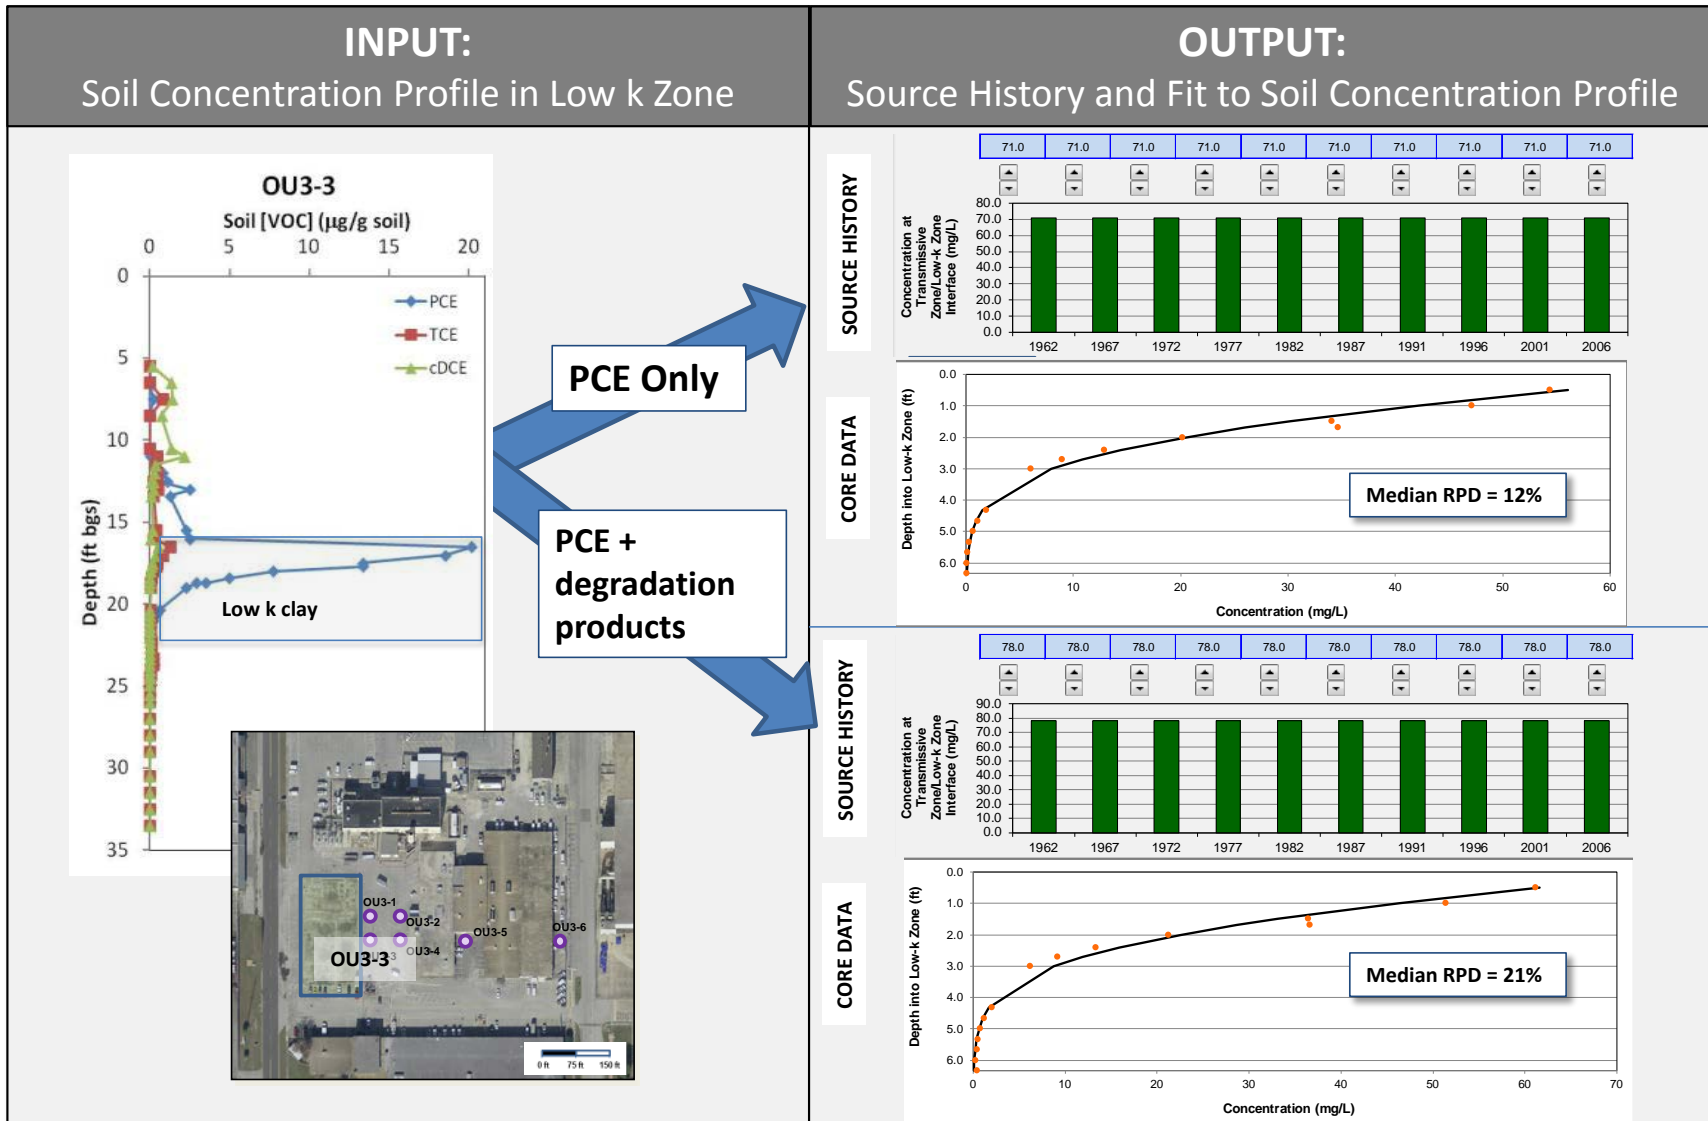 INPUT:
Soil Concentration Profile in Low k Zone
OU3-3
Soil [VOC] (µg/g soil)
0 5 10 15 20
0
5
10
15
20
25
30
35
Depth (ft bgs)
PCE
TCE
cDCE
Low k clay
OU3-1
OU3-2
OU3-4
OU3-3
OU3-5
OU3-6
0 ft 75 ft 150 ft
PCE Only
PCE +
degradation
products
OUTPUT:
Source History and Fit to Soil Concentration Profile
SOURCE HISTORY
71.0 71.0 71.0 71.0 71.0 71.0 71.0 71.0 71.0 71.0
Concentration at
Transmissive
Zone/Low-k Zone
Interface (mg/L)
80.0
70.0
60.0
50.0
40.0
30.0
20.0
10.0
0.0
1962 1967 1972 1977 1982 1987 1991 1996 2001 2006
CORE DATA
Depth into Low-k Zone (ft)
0.0
1.0
2.0
3.0
4.0
5.0
6.0
Median RPD = 12%
0 10 20 30 40 50 60
Concentration (mg/L)
SOURCE HISTORY
78.0 78.0 78.0 78.0 78.0 78.0 78.0 78.0 78.0 78.0
Concentration at
Transmissive
Zone/Low-k Zone
Interface (mg/L)
90.0
80.0
70.0
60.0
50.0
40.0
30.0
20.0
10.0
0.0
1962 1967 1972 1977 1982 1987 1991 1996 2001 2006
CORE DATA
Depth into Low-k Zone (ft)
0.0
1.0
2.0
3.0
4.0
5.0
6.0
Median RPD = 21%
0 10 20 30 40 50 60 70
Concentration (mg/L)